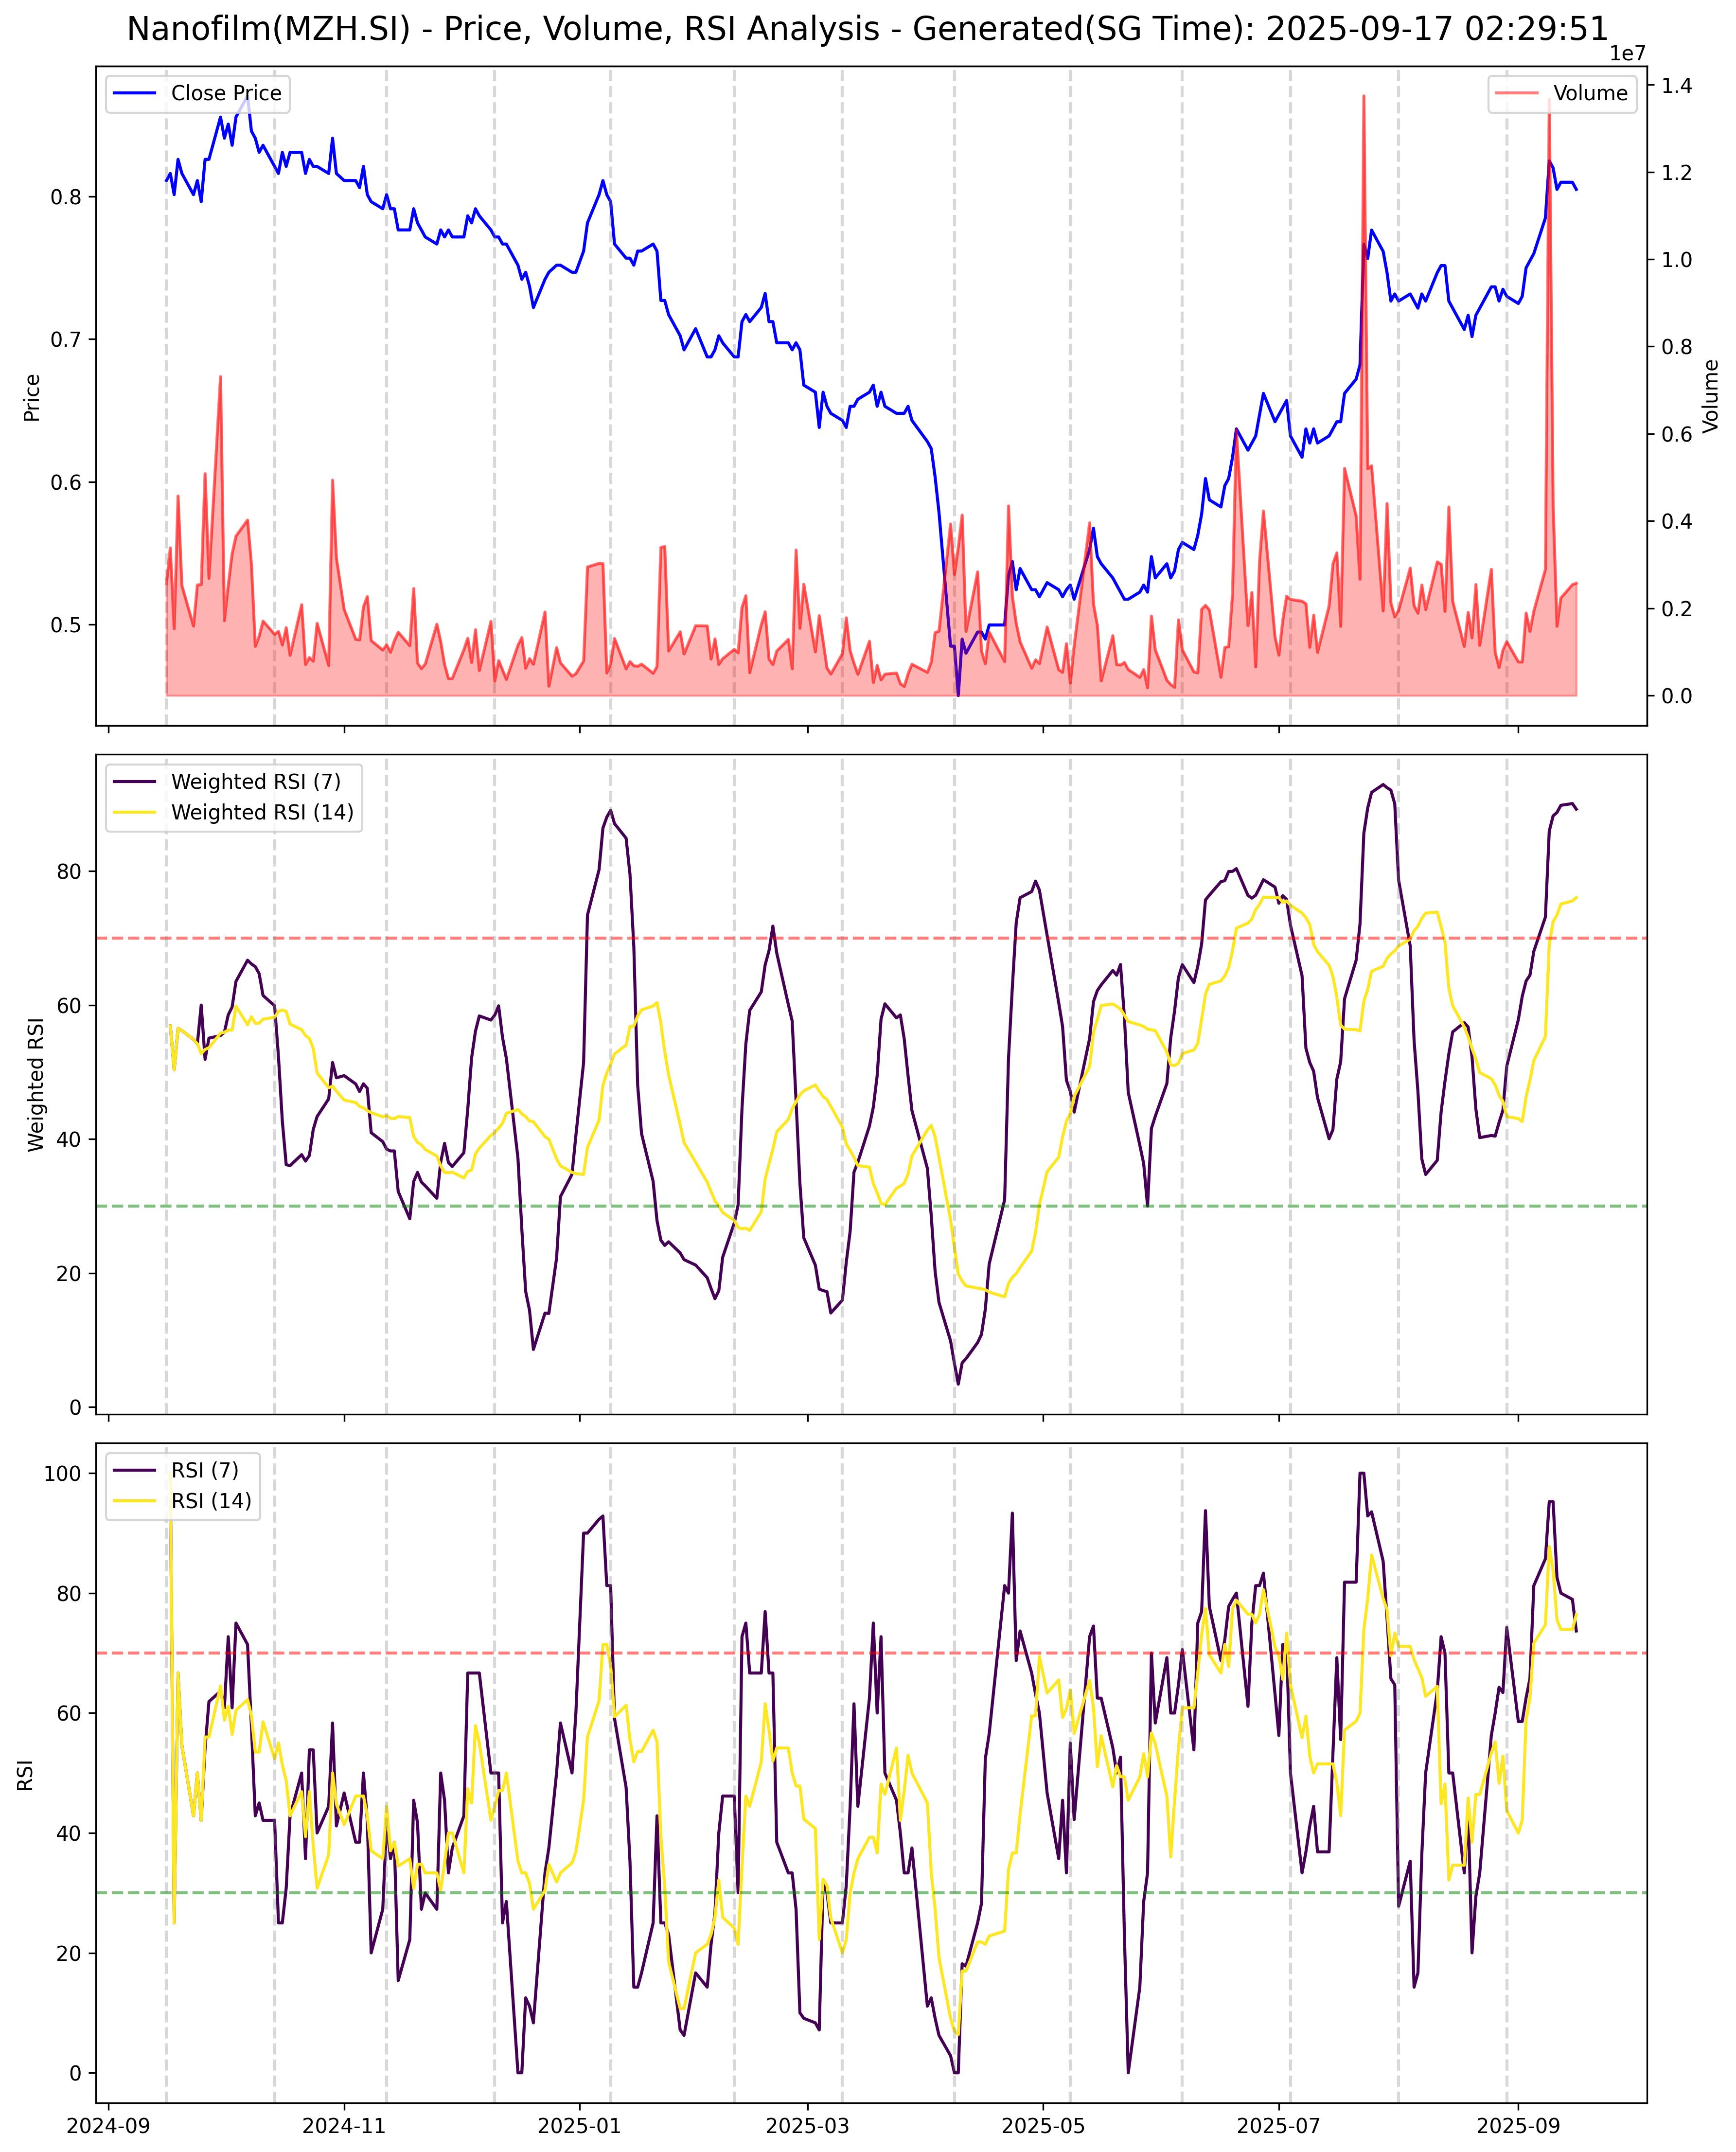 Nanofilm(MZH.SI) - Price, Volume, RSI Analysis - Generated(SG Time): 2025-09-17 02:29:51
1e7
Close Price
Volume
1.4
1.2
1.0
0.8
0.6
0.4
0.2
0.0
Volume
0.8
0.7
0.6
0.5
Price
Weighted RSI (7)
Weighted RSI (14)
80
60
40
20
0
Weighted RSI
RSI (7)
RSI (14)
100
80
60
40
20
0
RSI
2024-09
2024-11
2025-01
2025-03
2025-05
2025-07
2025-09